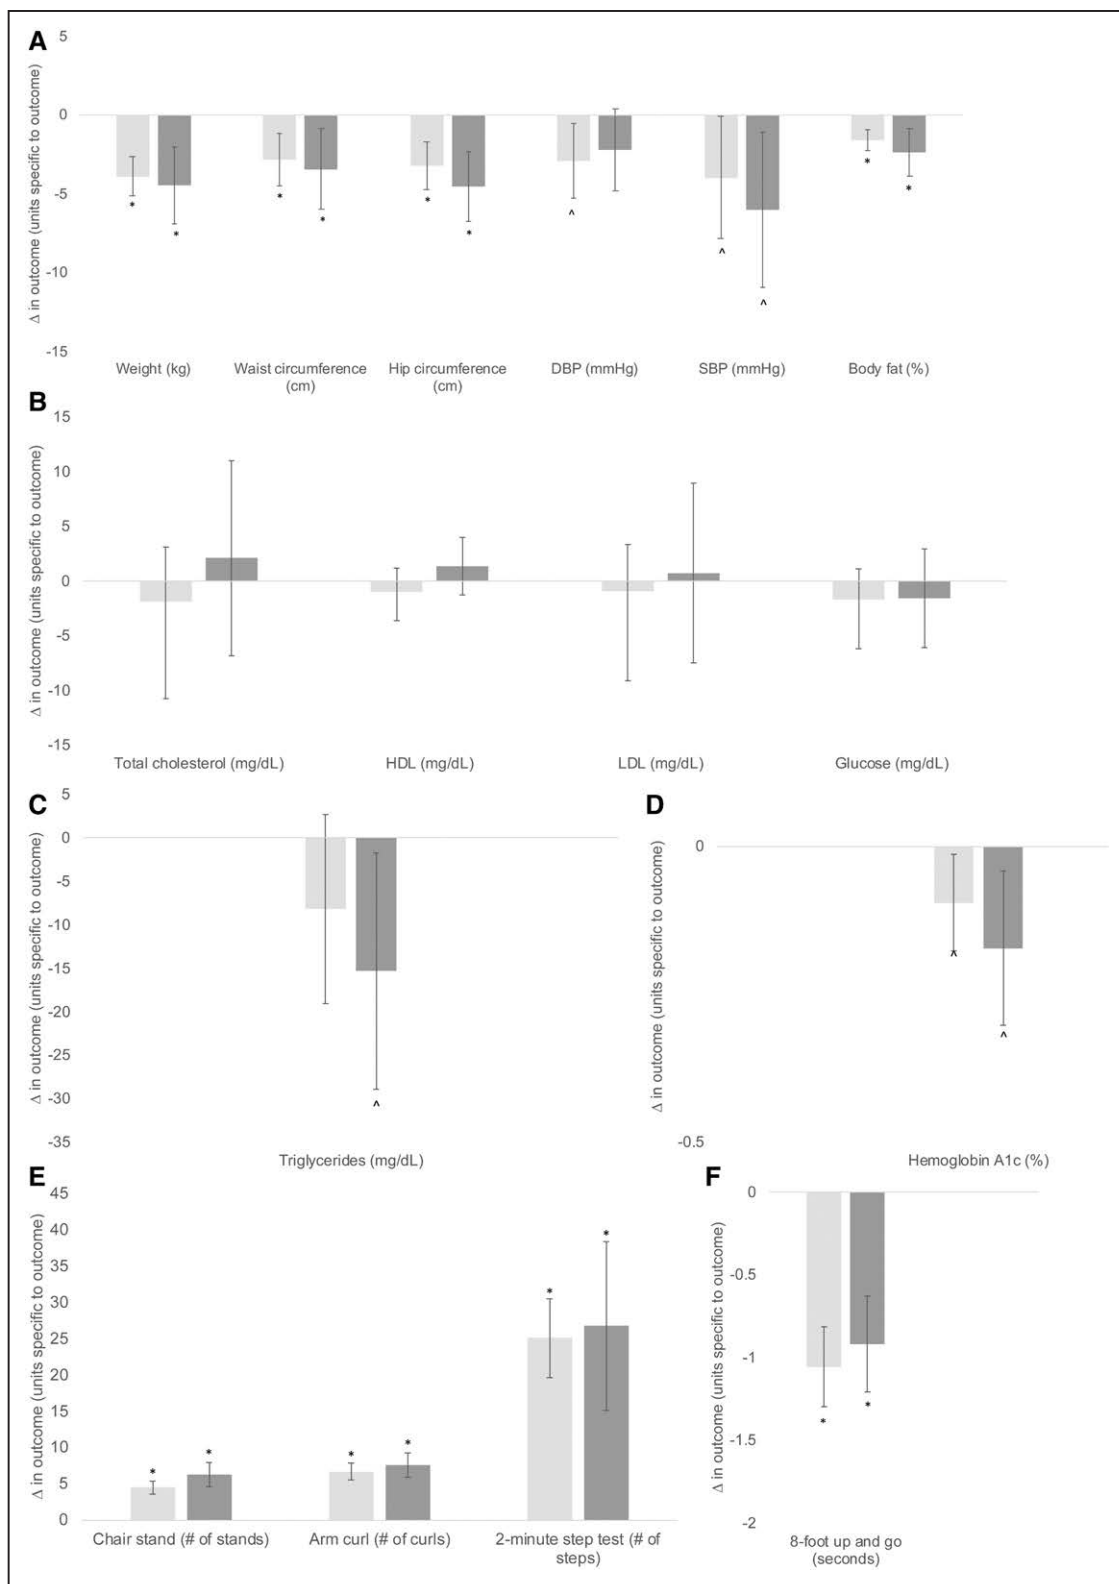 A
Δ in outcome (units specific to outcome)
5
0
-5
-10
-15
* * * * * * ^ ^ ^ * *
Weight (kg) Waist circumference (cm) Hip circumference (cm) DBP (mmHg) SBP (mmHg) Body fat (%)
B
Δ in outcome (units specific to outcome)
15
10
5
0
-5
-10
-15
Total cholesterol (mg/dL) HDL (mg/dL) LDL (mg/dL) Glucose (mg/dL)
C
Δ in outcome (units specific to outcome)
5
0
-5
-10
-15
-20
-25
-30
-35
^
Triglycerides (mg/dL)
D
Δ in outcome (units specific to outcome)
0
-0.5
^ ^
Hemoglobin A1c (%)
E
Δ in outcome (units specific to outcome)
45
40
35
30
25
20
15
10
5
0
* * * * * *
Chair stand (# of stands) Arm curl (# of curls) 2-minute step test (# of
steps)
F
Δ in outcome (units specific to outcome)
0
-0.5
-1
-1.5
-2
* *
8-foot up and go
(seconds)